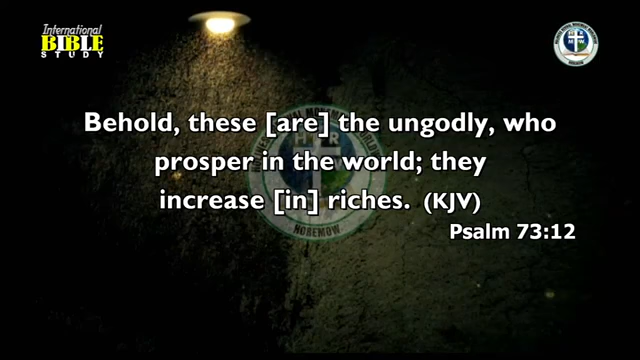 International
BIBLE
STUDY
Behold, these [are] the ungodly, who
prosper in the world; they
increase [in] riches. (KJV)
Psalm 73:12
HOREMOW